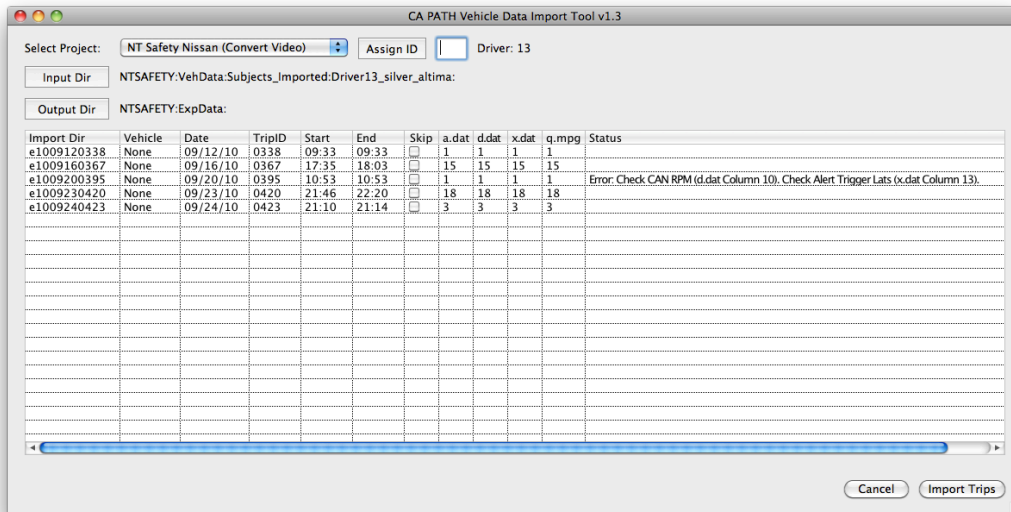 CA PATH Vehicle Data Import Tool v1.3
Select Project: NT Safety Nissan (Convert Video) Assign ID Driver: 13
Input Dir NTSAFETY:VehData:Subjects_Imported:Driver13_silver_altima:
Output Dir NTSAFETY:ExpData:
Import Dir Vehicle Date TripID Start End Skip a.dat d.dat x.dat q.mpg Status
e1009120338 None 09/12/10 0338 09:33 09:33 1 1 1 1
e1009160367 None 09/16/10 0367 17:35 18:03 15 15 15 15
e1009200395 None 09/20/10 0395 10:53 10:53 1 1 1 1 Error: Check CAN RPM (d.dat Column 10). Check Alert Trigger Lats (x.dat Column 13).
e1009230420 None 09/23/10 0420 21:46 22:20 18 18 18 18
e1009240423 None 09/24/10 0423 21:10 21:14 3 3 3 3
Cancel Import Trips